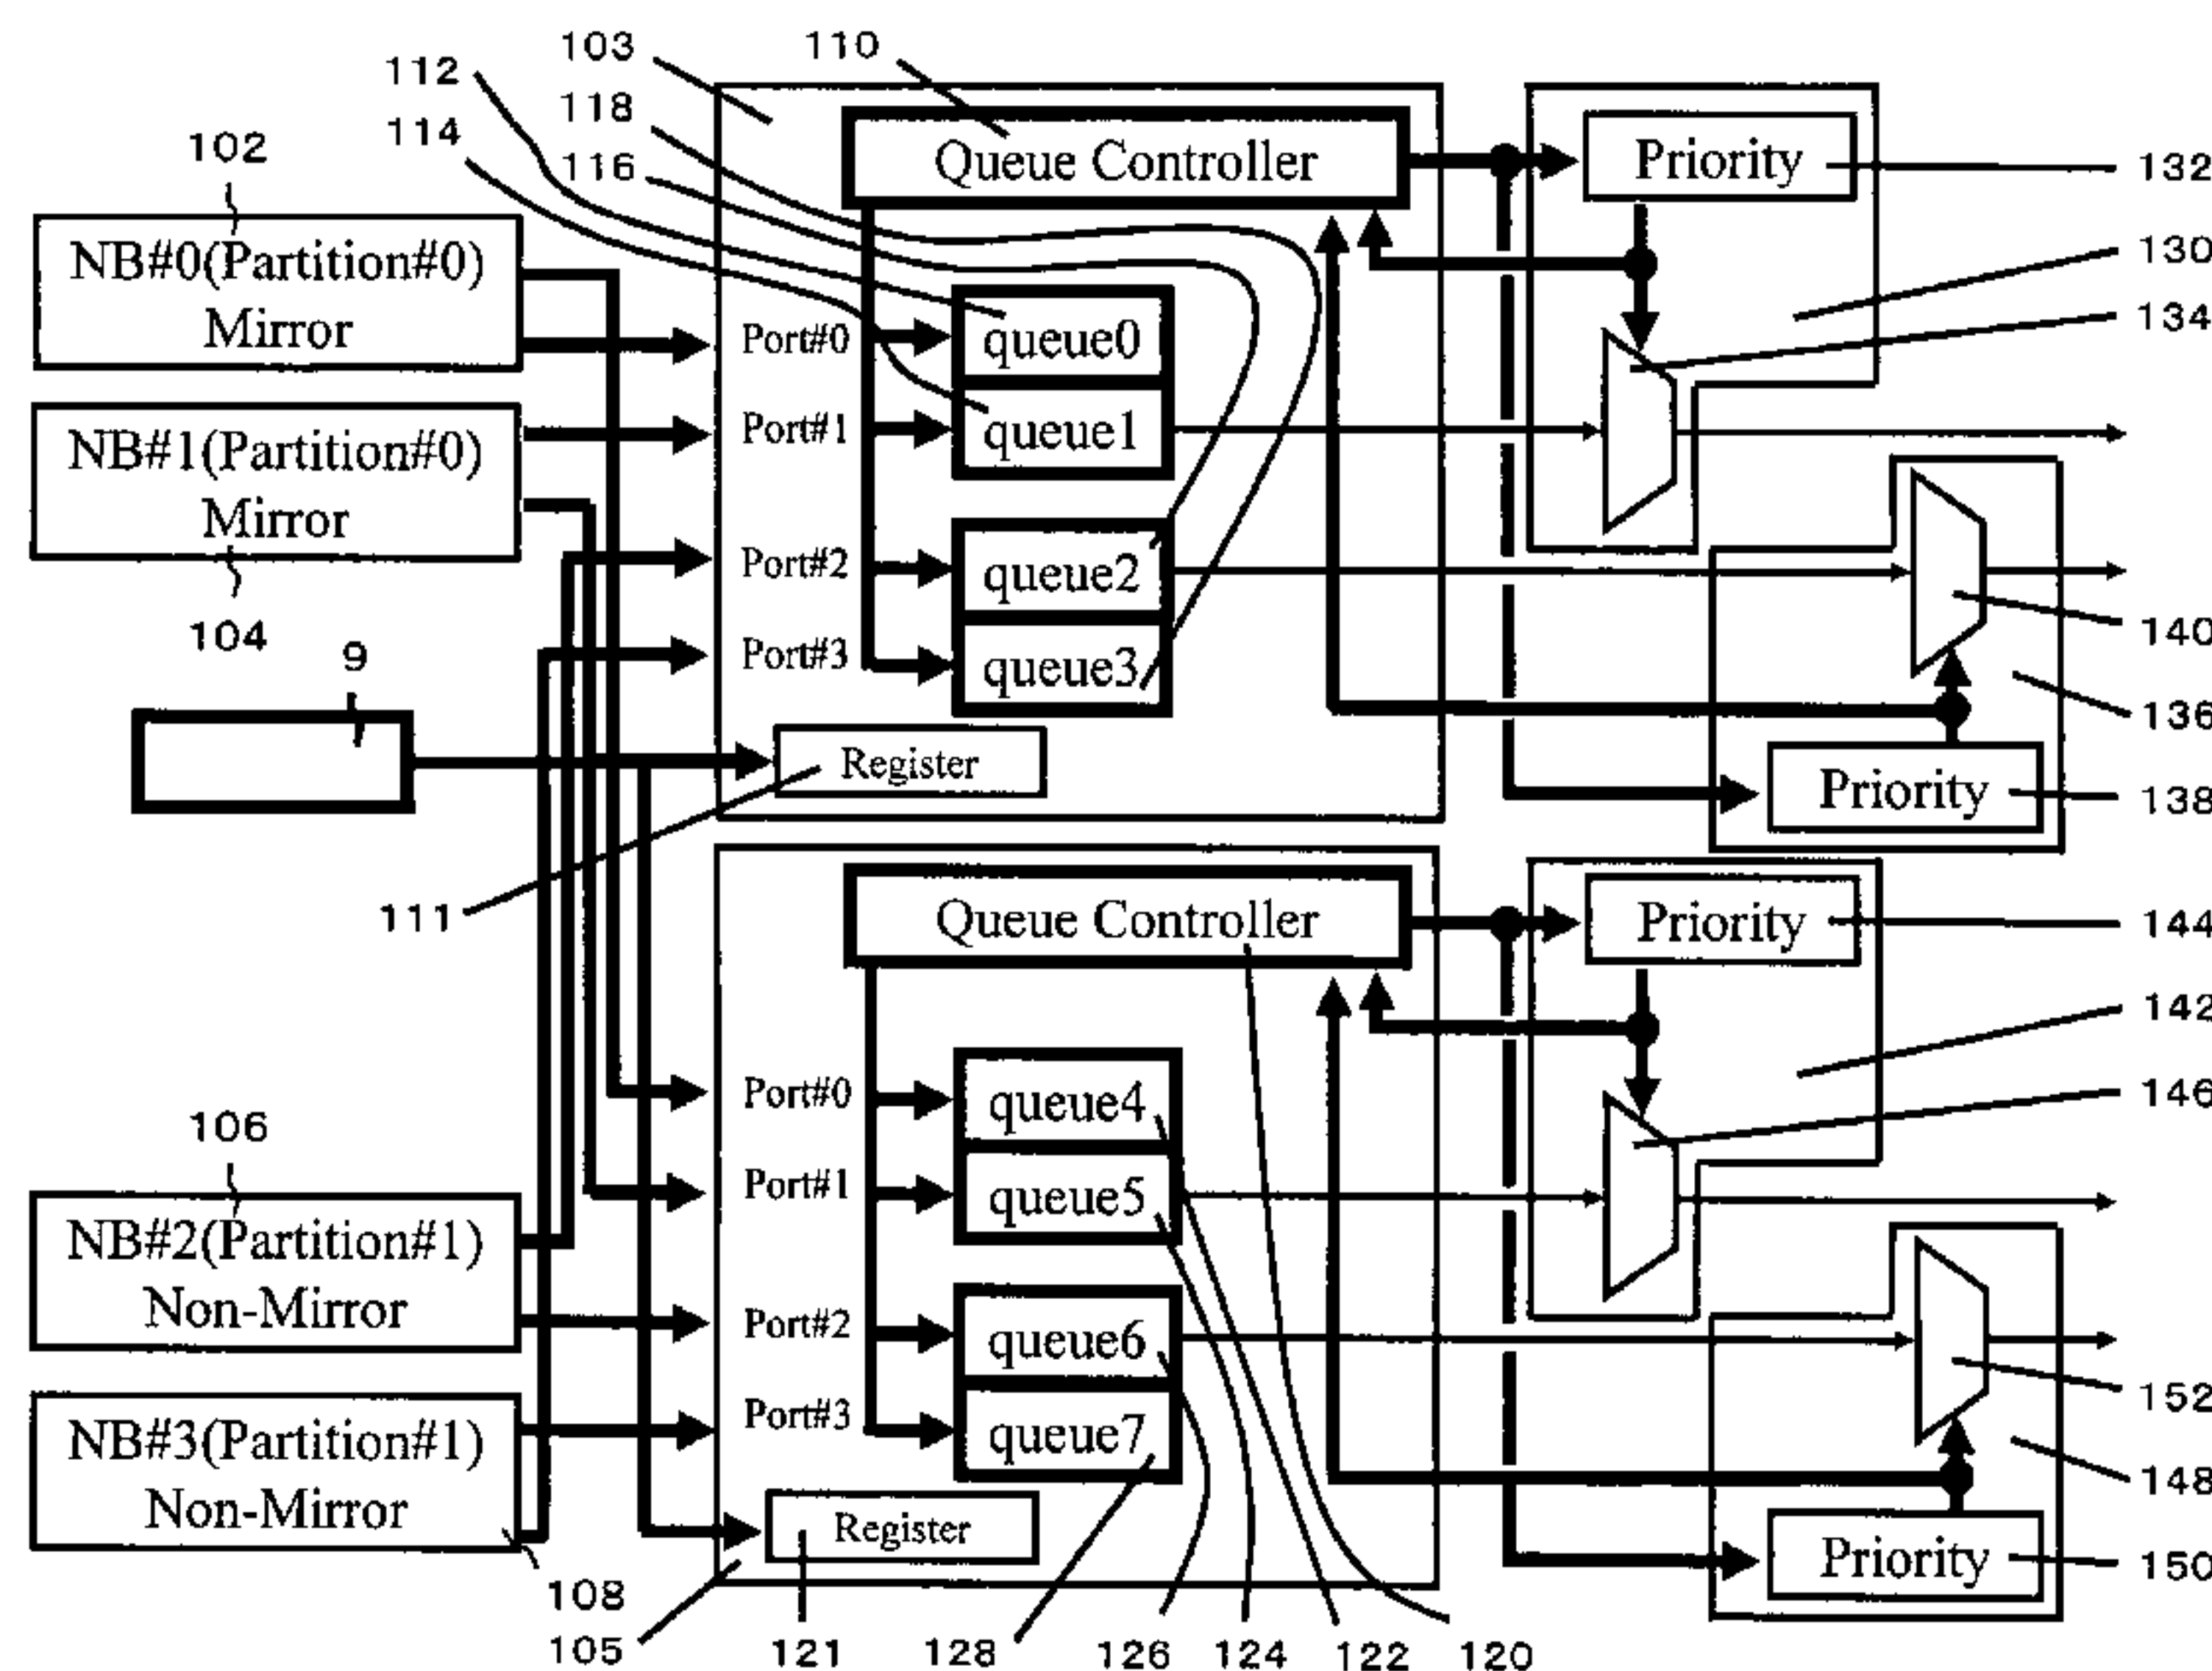 103
110
112
118
114
102
116
Queue Controller
Priority
132
NB#0(Partition#0)
Mirror
130
134
Port#0
queue0
Port#1
queue1
NB#1(Partition#0)
Mirror
104
Port#2
queue2
Port#3
queue3
140
9
136
Register
Priority
138
111
Queue Controller
Priority
144
142
146
Port#0
queue4
106
Port#1
queue5
NB#2(Partition#1)
Non-Mirror
Port#2
queue6
152
NB#3(Partition#1)
Non-Mirror
Port#3
queue7
148
Register
Priority
150
108
105
121
128
126
124
122
120